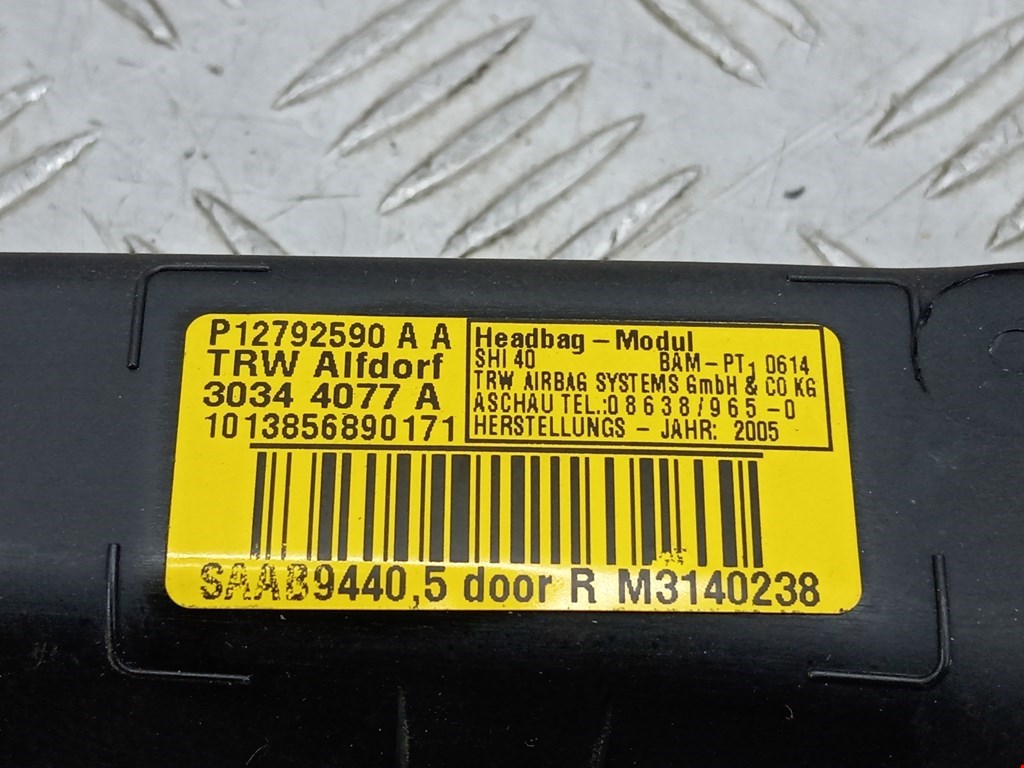 P12792590 A A
TRW Alfdorf
3034 4077 A
1013856890171
Headbag - Modul
SHI 40 BAM-PT1 0614
TRW AIRBAG SYSTEMS GmbH & CO KG
ASCHAU TEL.:08638/965-0
HERSTELLUNGS - JAHR: 2005
SAAB9440,5 door R M3140238